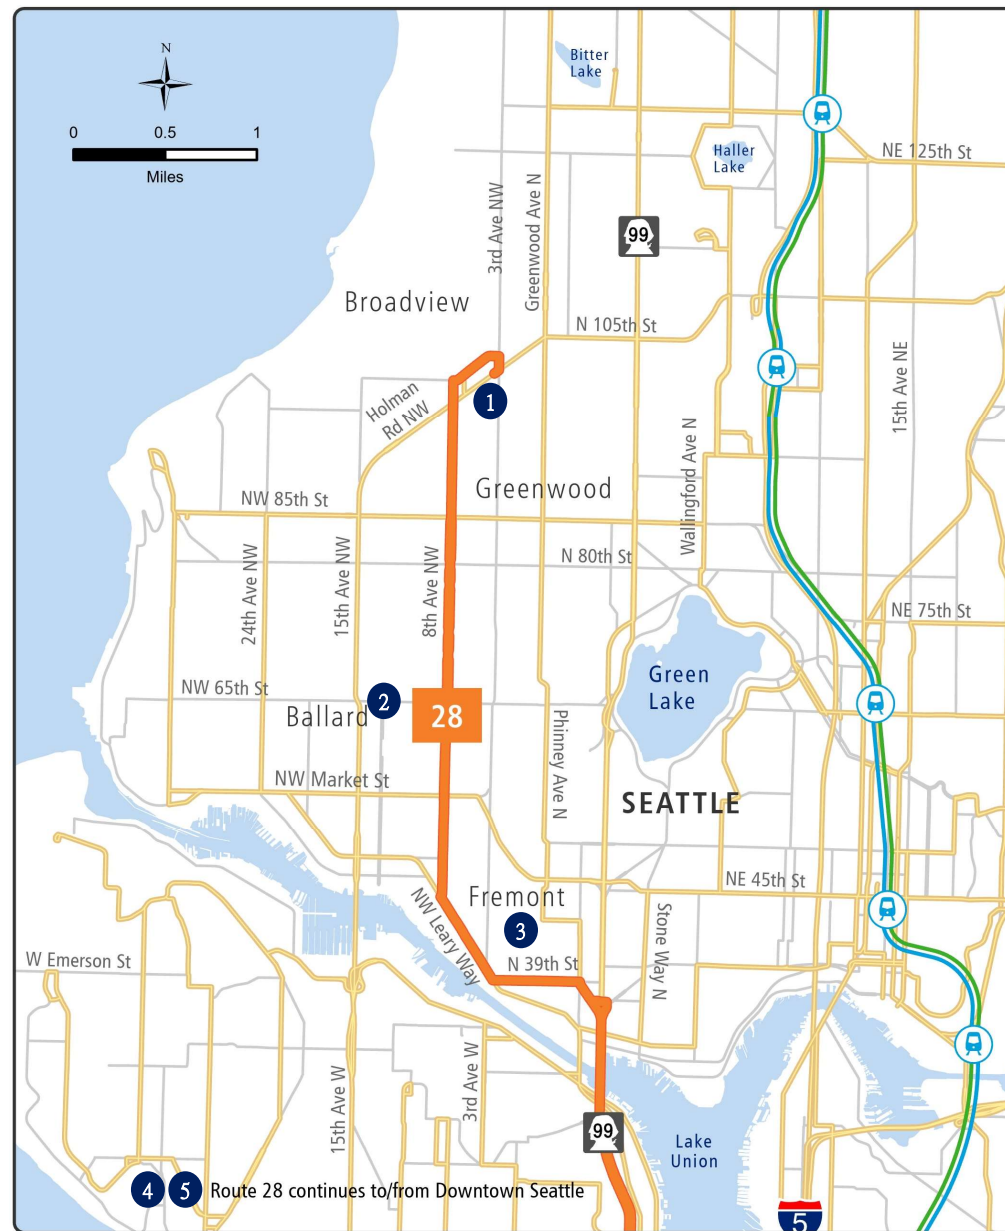 N
0 0.5 1
Miles
Bitter
Lake
Haller
Lake
NE 125th St
3rd Ave NW
Greenwood Ave N
99
Broadview
N 105th St
15th Ave NE
1
Holman
Rd NW
Greenwood
Wallingford Ave N
NW 85th St
N 80th St
24th Ave NW
15th Ave NW
8th Ave NW
NE 75th St
NW 65th St
2
Ballard
28
Green
Lake
Phinney Ave N
NW Market St
SEATTLE
NE 45th St
Fremont
3
NW Leary Way
Stone Way N
W Emerson St
N 39th St
15th Ave W
3rd Ave W
99
Lake
Union
4 5 Route 28 continues to/from Downtown Seattle
5